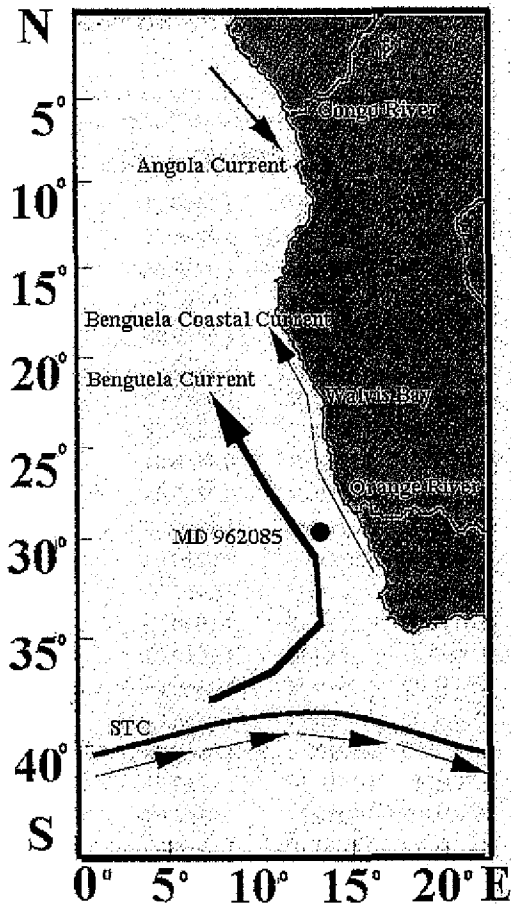 N
5°
Congo River
Angola Current
10°
15°
Benguela Coastal Current
20°
Benguela Current
Walvis Bay
25°
Orange River
MD 962085
30°
35°
STC
40°
S
0° 5° 10° 15° 20° E